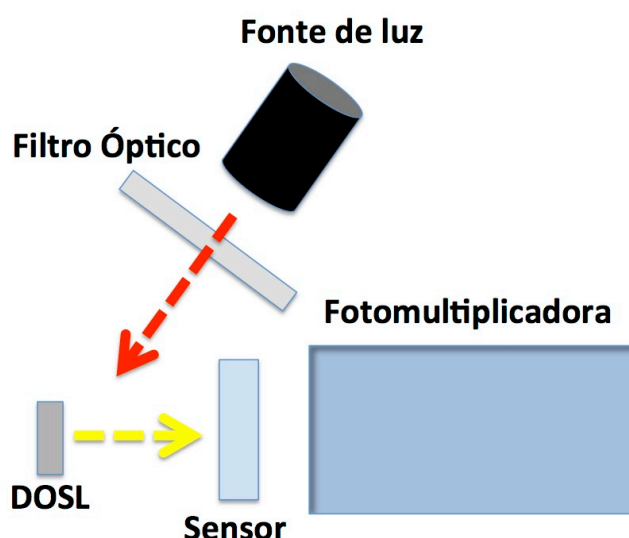 Fonte de luz
Filtro Óptico
Fotomultiplicadora
DOSL
Sensor